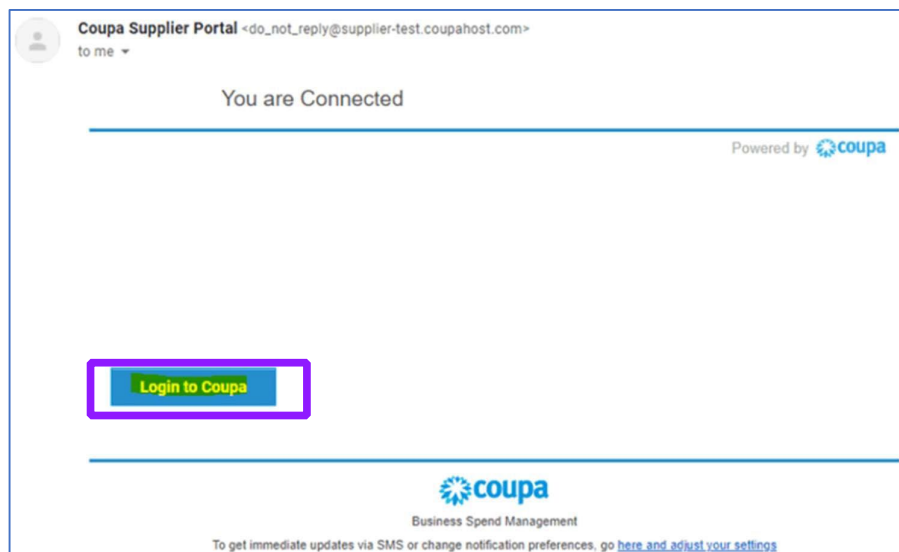 Coupa Supplier Portal <do_not_reply@supplier-test.coupahost.com>
to me
You are Connected
Powered by coupa
Login to Coupa
coupa
Business Spend Management
To get immediate updates via SMS or change notification preferences, go here and adjust your settings